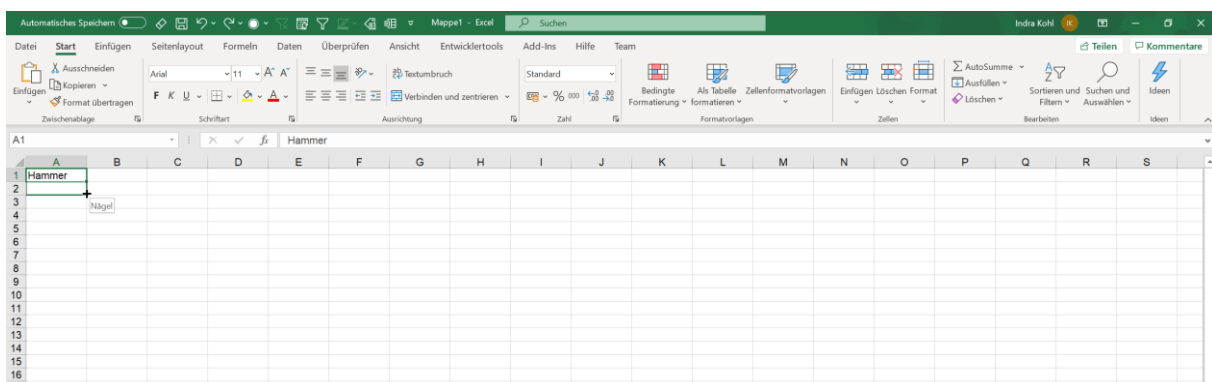 Automatisches Speichern Mappe1 - Excel Suchen Indra Kohl IK
Datei Start Einfügen Seitenlayout Formeln Daten Überprüfen Ansicht Entwicklertools Add-Ins Hilfe Team Teilen Kommentare
Einfügen
Ausschneiden
Kopieren
Format übertragen
Zwischenablage
Arial 11 A A
F K U A
Schriftart
Textumbruch
Verbinden und zentrieren
Ausrichtung
Standard
% 000
Zahl
Bedingte Formatierung
Als Tabelle formatieren
Zellenformatvorlagen
Formatvorlagen
Einfügen Löschen Format
Zellen
AutoSumme
Ausfüllen
Löschen
Sortieren und Filtern
Suchen und Auswählen
Bearbeiten
Ideen
Ideen
A1 fx Hammer
A B C D E F G H I J K L M N O P Q R S
1 Hammer
2
3 Nägel
4
5
6
7
8
9
10
11
12
13
14
15
16